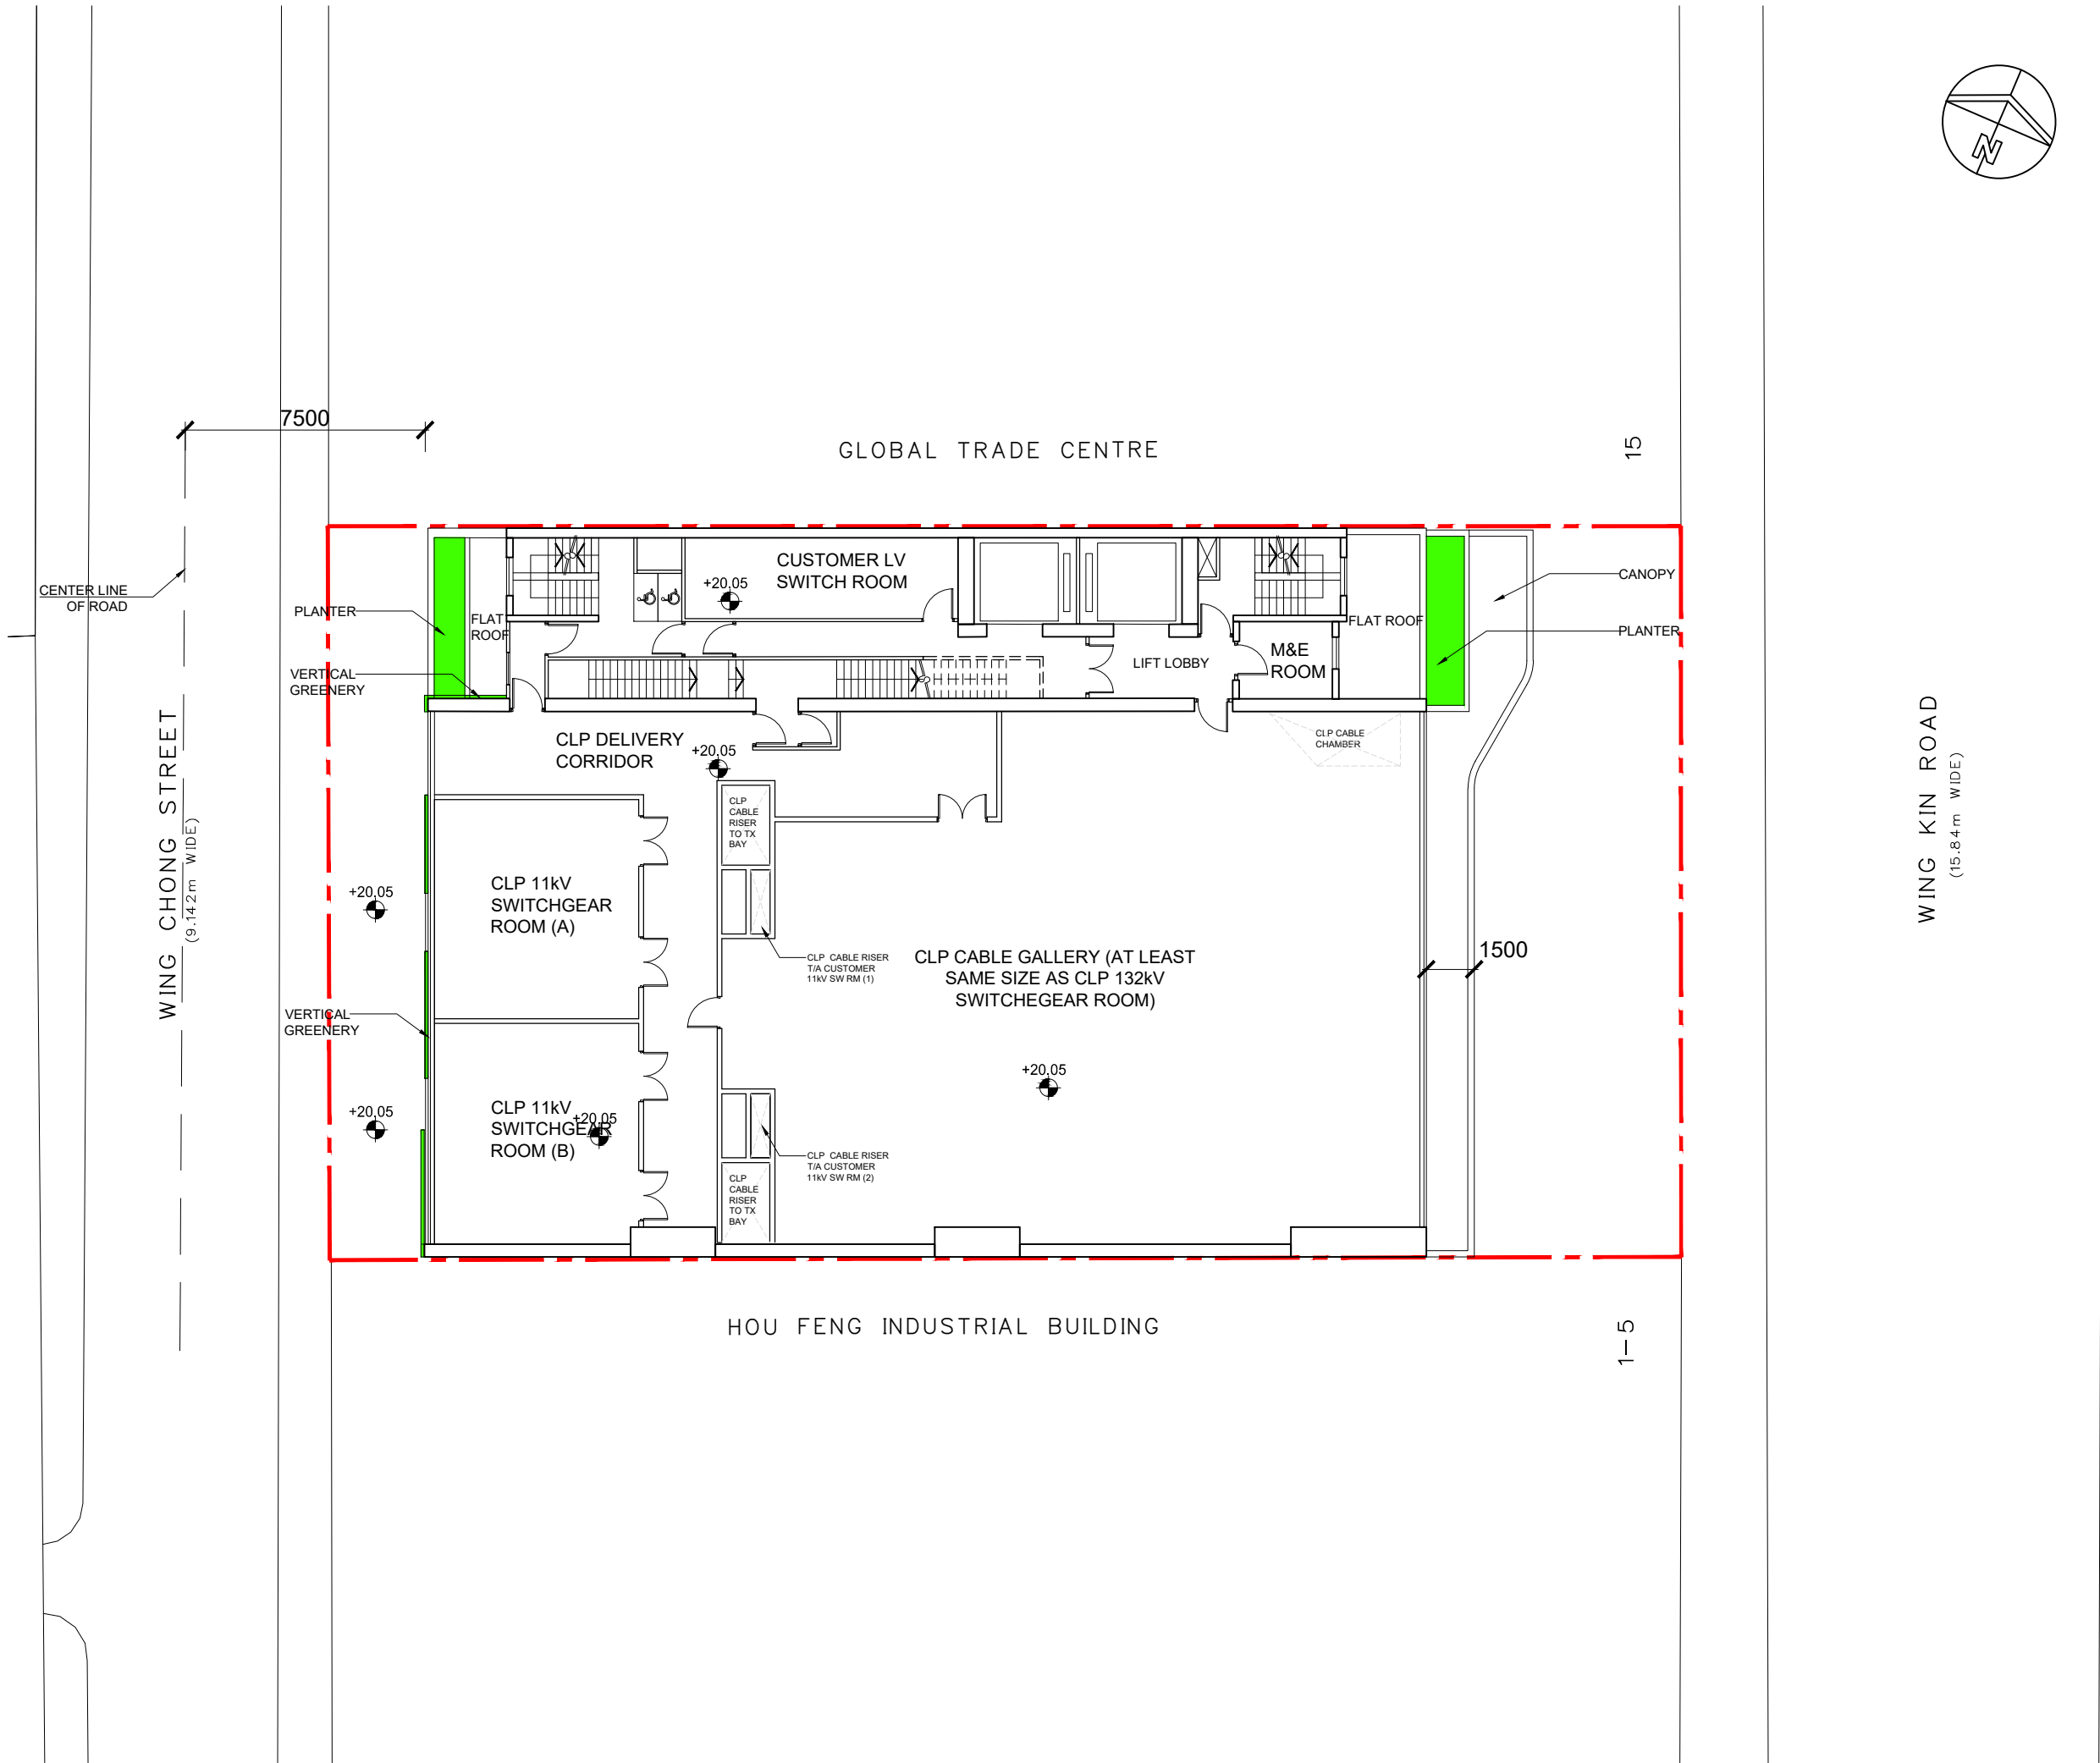 N
7500
GLOBAL TRADE CENTRE
15
CENTER LINE
OF ROAD
PLANTER
FLAT
ROOF
+20.05
CUSTOMER LV
SWITCH ROOM
CANOPY
FLAT ROOF
PLANTER
M&E
ROOM
LIFT LOBBY
VERTICAL
GREENERY
WING CHONG STREET
(9.142m WIDE)
CLP DELIVERY
CORRIDOR
+20.05
CLP CABLE
CHAMBER
WING KIN ROAD
(15.84m WIDE)
CLP
CABLE
RISER
TO TX
BAY
+20.05
CLP 11kV
SWITCHGEAR
ROOM (A)
CLP CABLE RISER
T/A CUSTOMER
11kV SW RM (1)
CLP CABLE GALLERY (AT LEAST
SAME SIZE AS CLP 132kV
SWITCHEGEAR ROOM)
1500
VERTICAL
GREENERY
+20.05
+20.05
CLP 11kV
SWITCHGEAR
ROOM (B)
+20.05
CLP CABLE RISER
T/A CUSTOMER
11kV SW RM (2)
CLP
CABLE
RISER
TO TX
BAY
HOU FENG INDUSTRIAL BUILDING
1-5